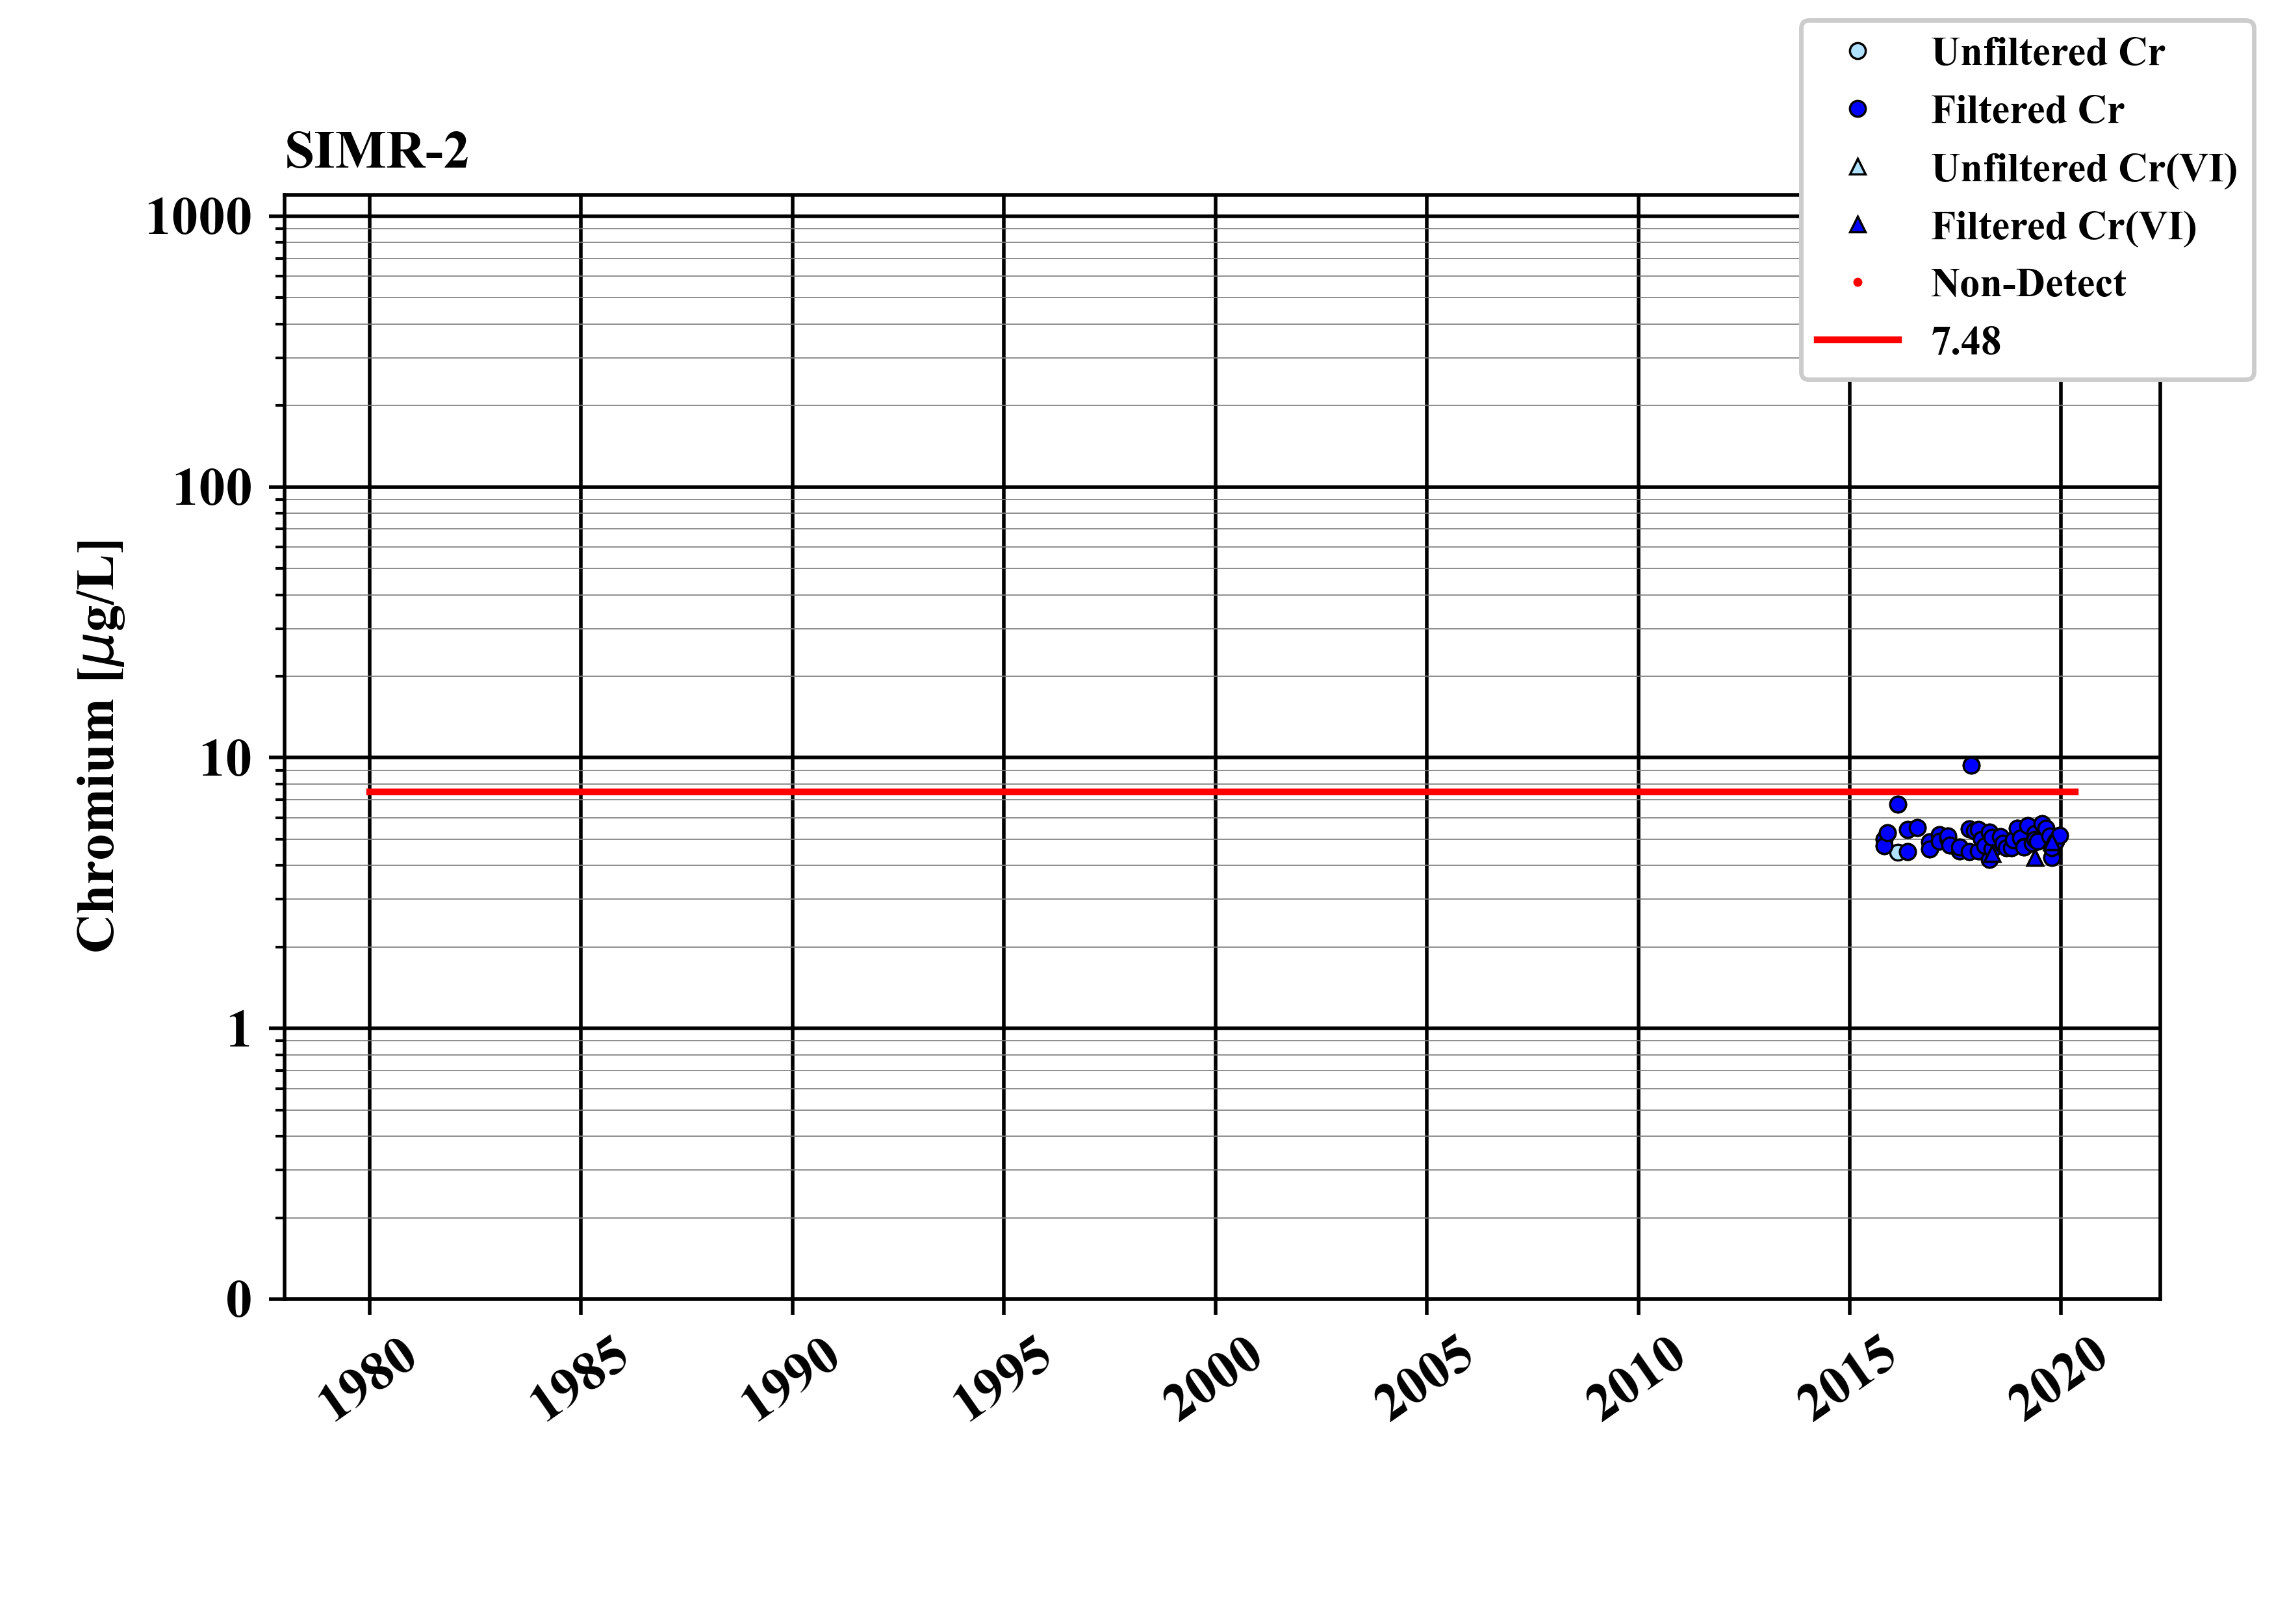 Unfiltered Cr
Filtered Cr
Unfiltered Cr(VI)
Filtered Cr(VI)
Non-Detect
7.48
SIMR-2
1000
100
10
1
0
Chromium [μg/L]
1980
1985
1990
1995
2000
2005
2010
2015
2020